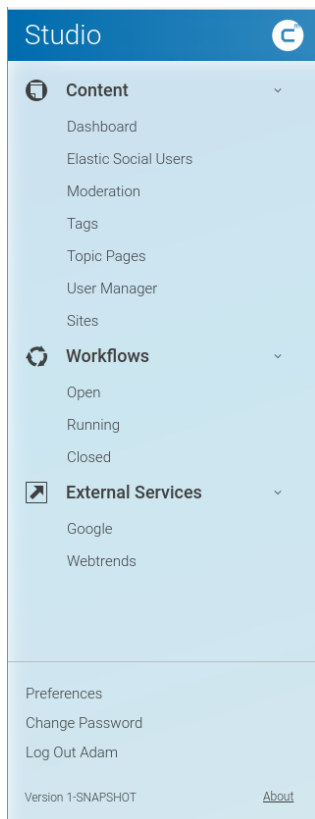 Studio
Content
Dashboard
Elastic Social Users
Moderation
Tags
Topic Pages
User Manager
Sites
Workflows
Open
Running
Closed
External Services
Google
Webtrends
Preferences
Change Password
Log Out Adam
Version 1-SNAPSHOT About